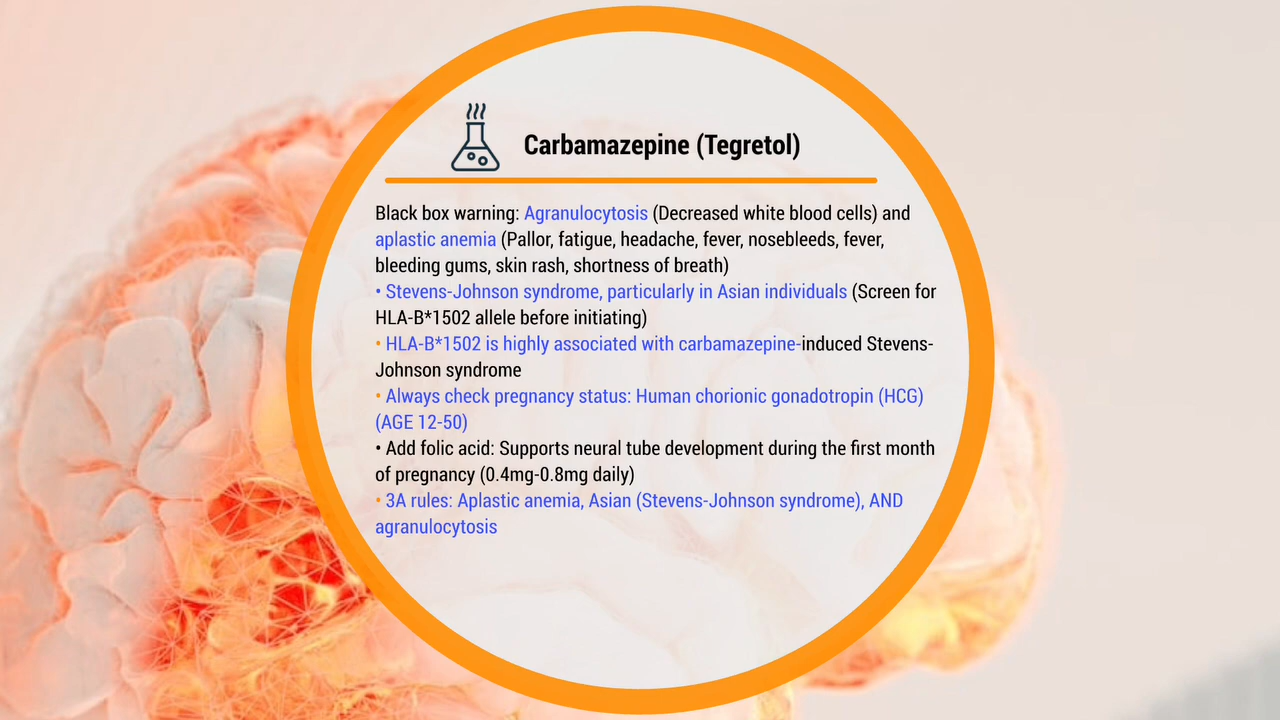 Carbamazepine (Tegretol)
Black box warning: Agranulocytosis (Decreased white blood cells) and
aplastic anemia (Pallor, fatigue, headache, fever, nosebleeds, fever,
bleeding gums, skin rash, shortness of breath)
• Stevens-Johnson syndrome, particularly in Asian individuals (Screen for
HLA-B*1502 allele before initiating)
• HLA-B*1502 is highly associated with carbamazepine-induced Stevens-
Johnson syndrome
• Always check pregnancy status: Human chorionic gonadotropin (HCG)
(AGE 12-50)
• Add folic acid: Supports neural tube development during the first month
of pregnancy (0.4mg-0.8mg daily)
• 3A rules: Aplastic anemia, Asian (Stevens-Johnson syndrome), AND
agranulocytosis